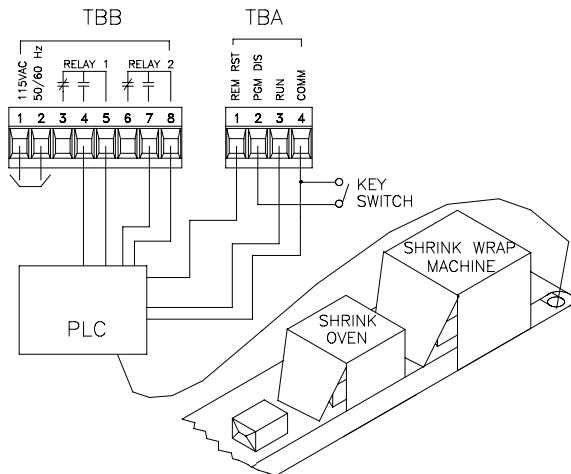 TBB
TBA
115VAC
50/60 Hz
RELAY 1
RELAY 2
REM RST
PGM DIS
RUN
COMM
1 2 3 4 5 6 7 8
1 2 3 4
KEY
SWITCH
SHRINK WRAP
MACHINE
SHRINK
OVEN
PLC